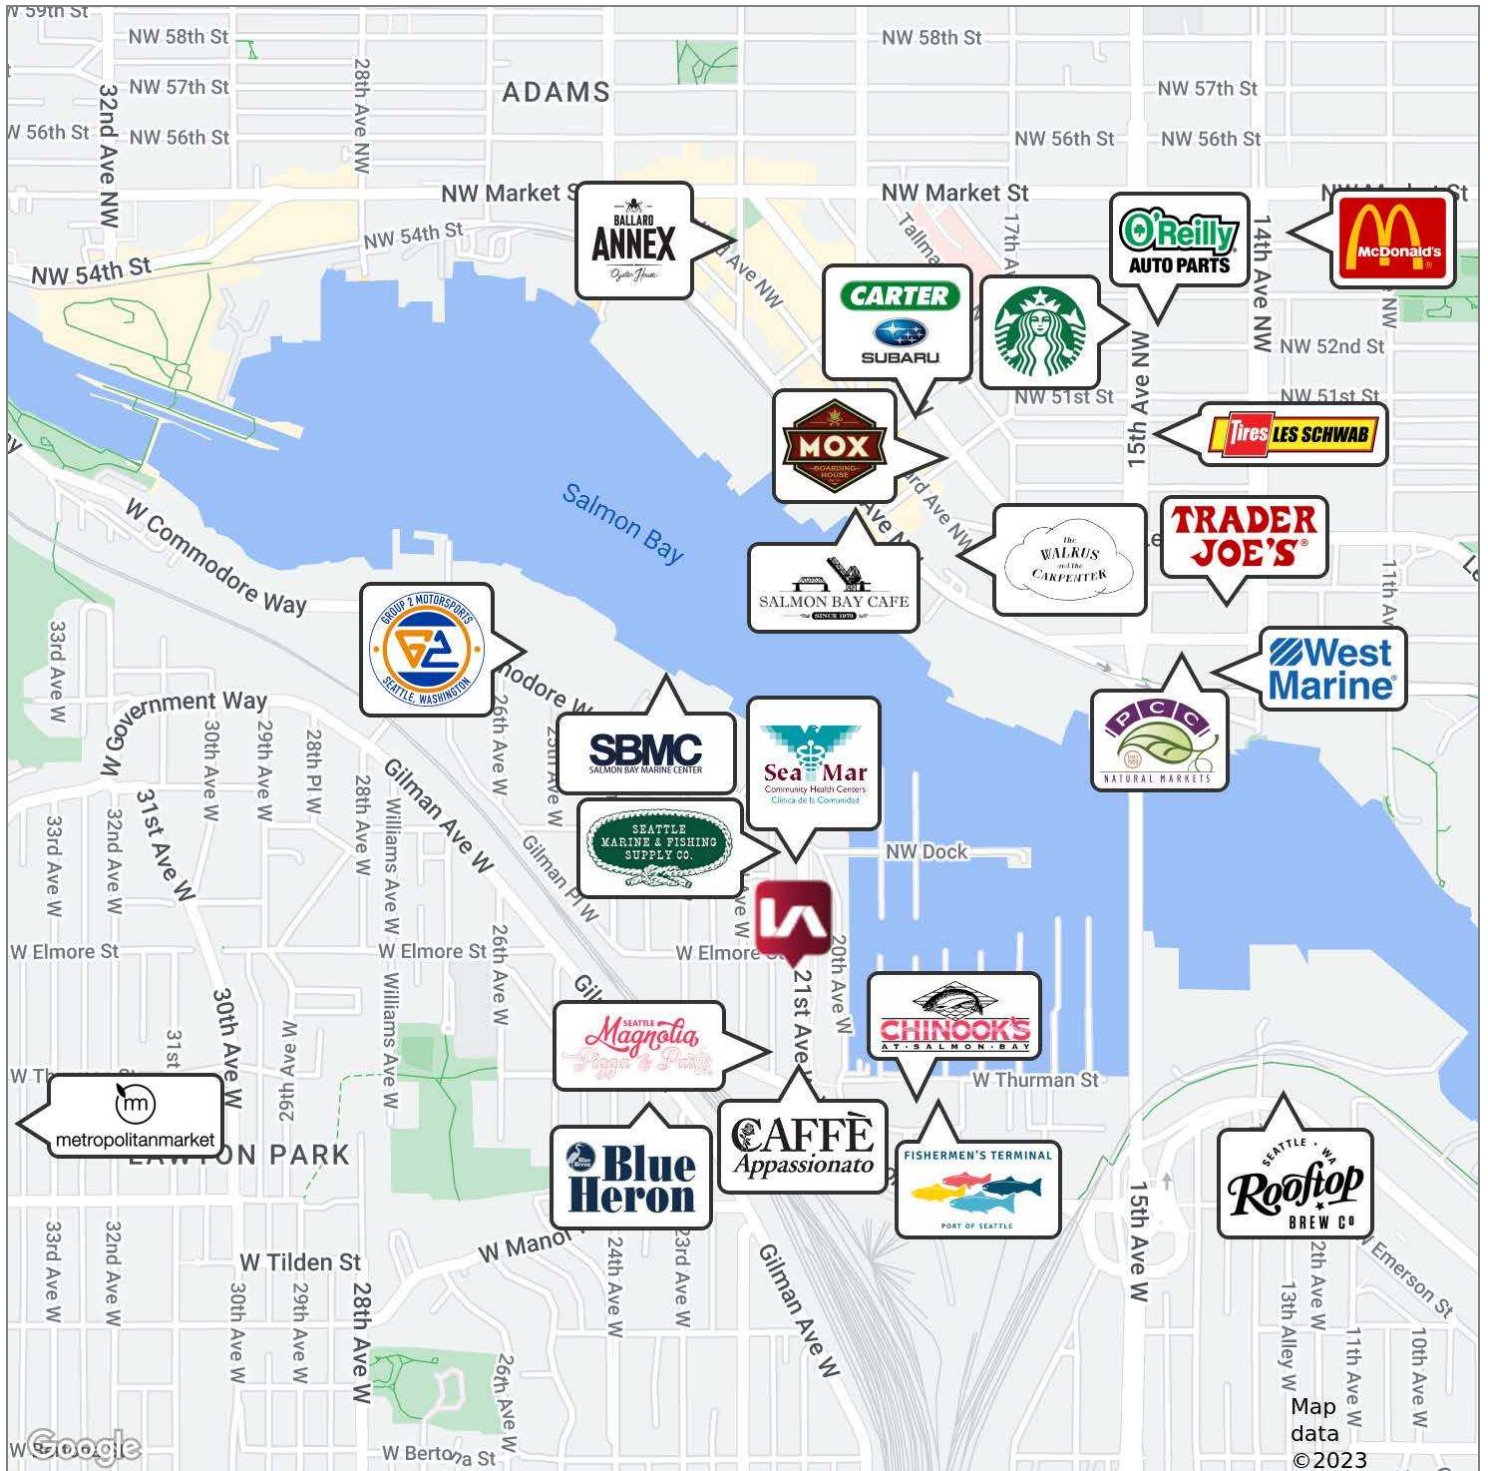 W 59th St
NW 58th St
NW 58th St
NW 57th St
NW 57th St
ADAMS
W 56th St
NW 56th St
NW 56th St
NW 56th St
32nd Ave NW
28th Ave NW
NW Market S
NW Market St
NW 54th St
NW 54th St
BALLARD
ANNEX
Oyster House
17th Av
14th Ave NW
O'Reilly
AUTO PARTS
McDonald's
CARTER
SUBARU
NW 52nd St
NW 51st St
NW 51st St
15th Ave NW
Tires LES SCHWAB
MOX
BOARDING
HOUSE
Salmon Bay
W Commodore Way
The
WALRUS
and the
CARPENTER
TRADER
JOE'S
SALMON BAY CAFE
SINCE 1979
11th Av
GROUP 2 MOTORSPORTS
G2
SEATTLE, WASHINGTON
33rd Ave W
West
Marine
PCC
NATURAL MARKETS
W Government Way
30th Ave W
29th Ave W
28th Pl W
28th Ave W
26th Ave W
25th Ave W
SBMC
SALMON BAY MARINE CENTER
Sea Mar
Community Health Centers
Clínica de la Comunidad
31st Ave W
33rd Ave W
32nd Ave W
Gilman Ave W
Williams Ave W
Gilman Pl W
SEATTLE
MARINE & FISHING
SUPPLY CO.
NW Dock
W Elmore St
W Elmore St
W Elmore S
26th Ave W
Williams Ave W
20th Ave W
21st Ave W
30th Ave W
31st
29th Ave W
SEATTLE
Magnolia
Pizza & Pasta
CHINOOK'S
AT SALMON BAY
W Thurman St
metropolitanmarket
LAWTON PARK
Blue
Heron
CAFFÈ
Appassionato
FISHERMEN'S TERMINAL
PORT OF SEATTLE
SEATTLE WA
Rooftop
BREW Co
15th Ave W
33rd Ave W
32nd Ave W
W Tilden St
W Manor
24th Ave W
23rd Ave W
Gilman Ave W
W Emerson St
30th Ave W
29th Ave W
28th Ave W
26th Ave W
13th Alley W
12th Ave W
11th Ave W
10th Ave W
Google
W Bertona St
W Bertona St
Map
data
©2023